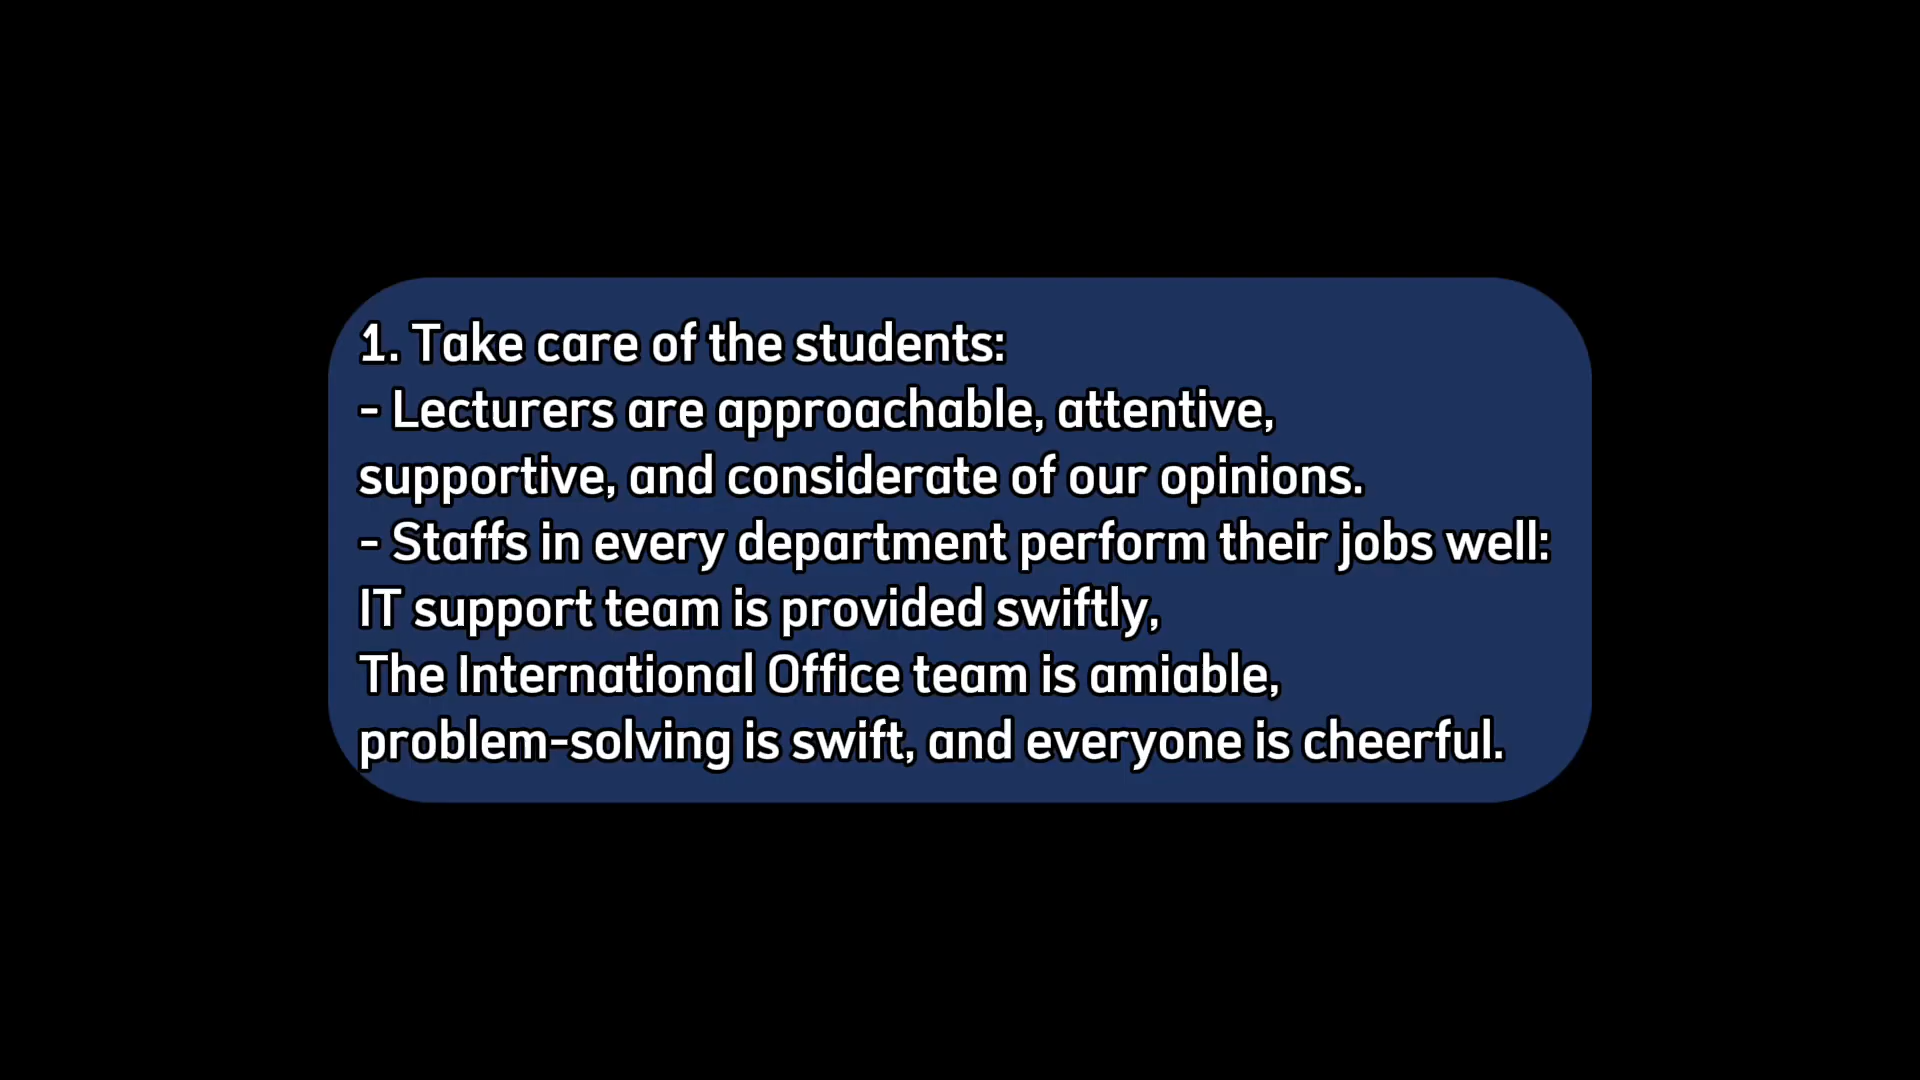 1. Take care of the students:
- Lecturers are approachable, attentive,
supportive, and considerate of our opinions.
- Staffs in every department perform their jobs well:
IT support team is provided swiftly,
The International Office team is amiable,
problem-solving is swift, and everyone is cheerful.